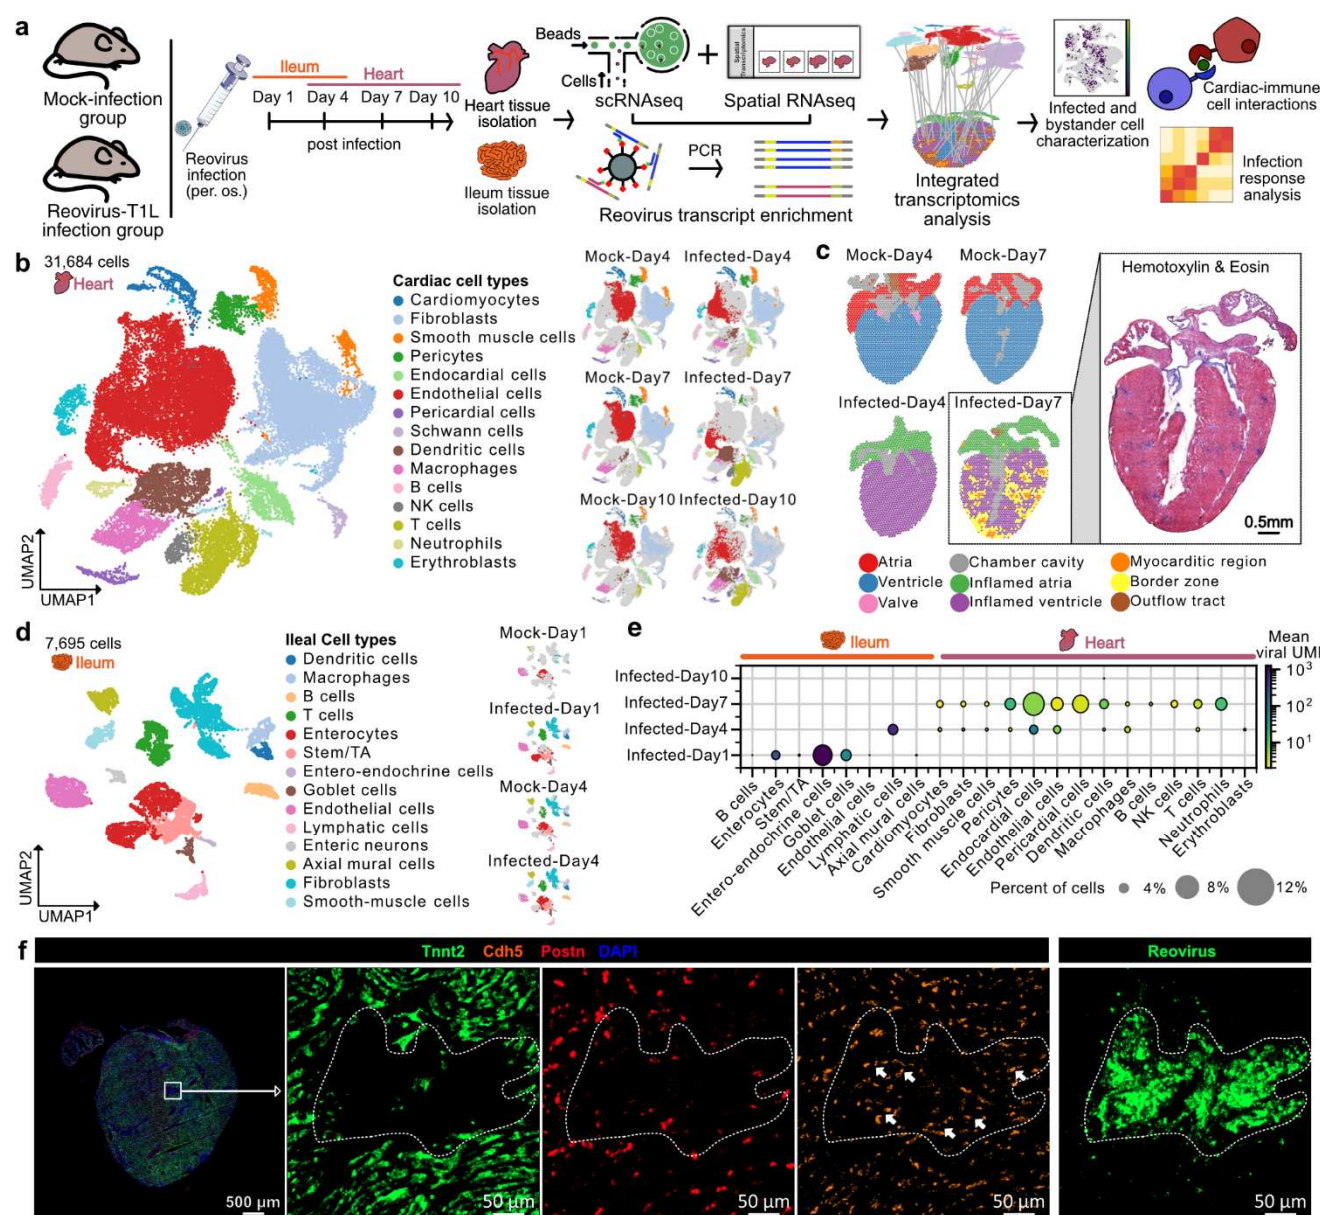 a
Mock-infection
group
Reovirus-T1L
infection group
Reovirus
infection
(per. os.)
Ileum
Heart
Day 1 Day 4 Day 7 Day 10
post infection
Heart tissue
isolation
Ileum tissue
isolation
Beads
Cells
scRNAseq
Spatial
Transcriptomics
Spatial RNAseq
PCR
Reovirus transcript enrichment
Integrated
transcriptomics
analysis
Infected and
bystander cell
characterization
Cardiac-immune
cell interactions
Infection
response
analysis
b
31,684 cells
Heart
UMAP2
UMAP1
Cardiac cell types
Cardiomyocytes
Fibroblasts
Smooth muscle cells
Pericytes
Endocardial cells
Endothelial cells
Pericardial cells
Schwann cells
Dendritic cells
Macrophages
B cells
NK cells
T cells
Neutrophils
Erythroblasts
Mock-Day4 Infected-Day4
Mock-Day7 Infected-Day7
Mock-Day10 Infected-Day10
c
Mock-Day4 Mock-Day7
Infected-Day4 Infected-Day7
Hemotoxylin & Eosin
0.5mm
Atria
Ventricle
Valve
Chamber cavity
Inflamed atria
Inflamed ventricle
Myocarditic region
Border zone
Outflow tract
d
7,695 cells
Ileum
UMAP2
UMAP1
Ileal Cell types
Dendritic cells
Macrophages
B cells
T cells
Enterocytes
Stem/TA
Entero-endocrine cells
Goblet cells
Endothelial cells
Lymphatic cells
Enteric neurons
Axial mural cells
Fibroblasts
Smooth-muscle cells
Mock-Day1
Infected-Day1
Mock-Day4
Infected-Day4
e
Ileum
Heart
Mean
viral UMI
10³
10²
10¹
Infected-Day10
Infected-Day7
Infected-Day4
Infected-Day1
B cells
Enterocytes
Stem/TA
Entero-endocrine cells
Goblet cells
Endothelial cells
Lymphatic cells
Axial mural cells
Cardiomyocytes
Fibroblasts
Smooth muscle cells
Pericytes
Endocardial cells
Endothelial cells
Pericardial cells
Dendritic cells
Macrophages
B cells
NK cells
T cells
Neutrophils
Erythroblasts
Percent of cells 4% 8% 12%
f
Tnnt2 Cdh5 Postn DAPI
Reovirus
500 µm
50 µm
50 µm
50 µm
50 µm